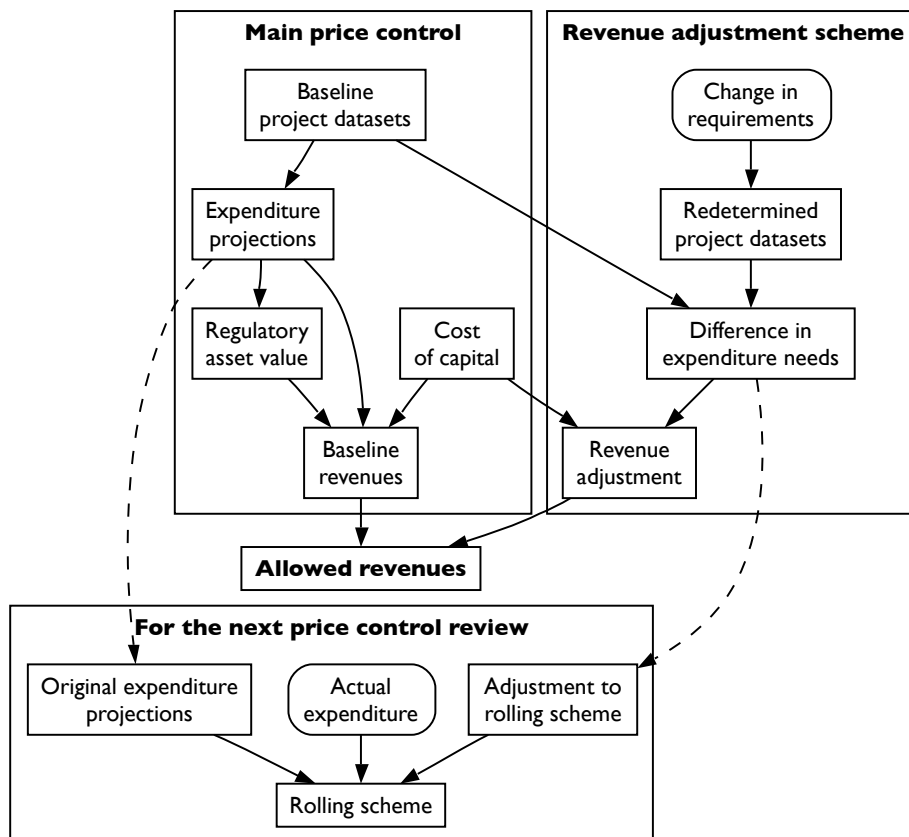 Main price control
Revenue adjustment scheme
Baseline
project datasets
Change in
requirements
Expenditure
projections
Redetermined
project datasets
Regulatory
asset value
Cost
of capital
Difference in
expenditure needs
Baseline
revenues
Revenue
adjustment
Allowed revenues
For the next price control review
Original expenditure
projections
Actual
expenditure
Adjustment to
rolling scheme
Rolling scheme